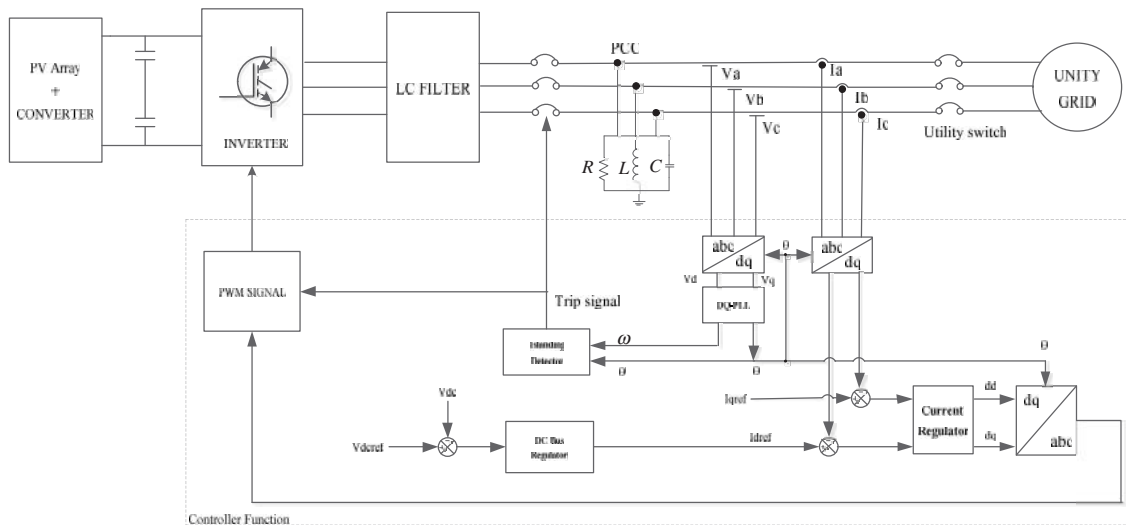 PV Array
+
CONVERTER
INVERTER
LC FILTER
PCC
Va
Vb
Vc
Ia
Ib
Ic
Utility switch
UNITY
GRID
R
L
C
abc
dq
θ
abc
dq
Vd
Vq
DQ-PLL
PWM SIGNAL
Trip signal
Islanding
Detector
ω
θ
θ
θ
Iqref
Current
Regulator
dd
dq
dq
abc
Vdc
Vdcref
DC Bus
Regulator
Idref
Controller Function